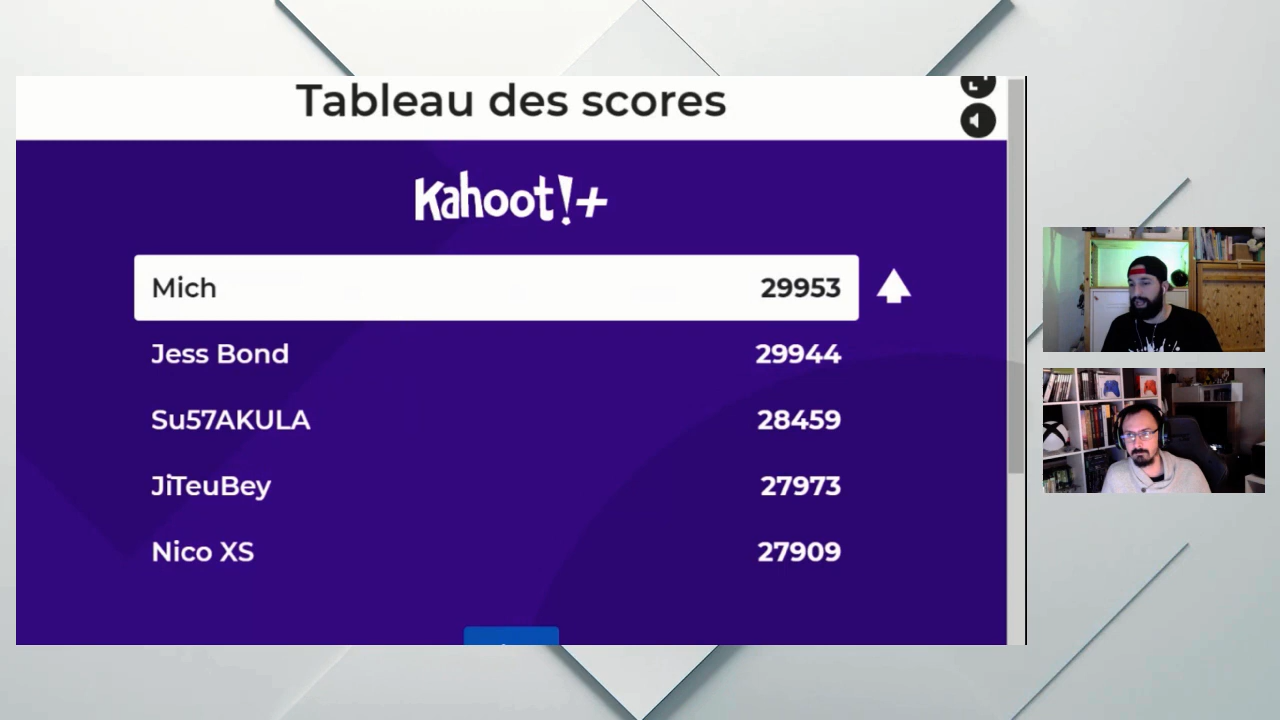 Tableau des scores
Kahoot!+
Mich 29953
Jess Bond 29944
Su57AKULA 28459
JiTeuBey 27973
Nico XS 27909